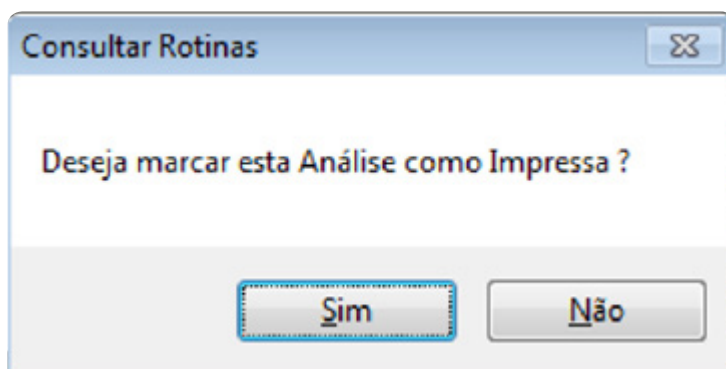 Consultar Rotinas
Deseja marcar esta Análise como Impressa ?
Sim Não